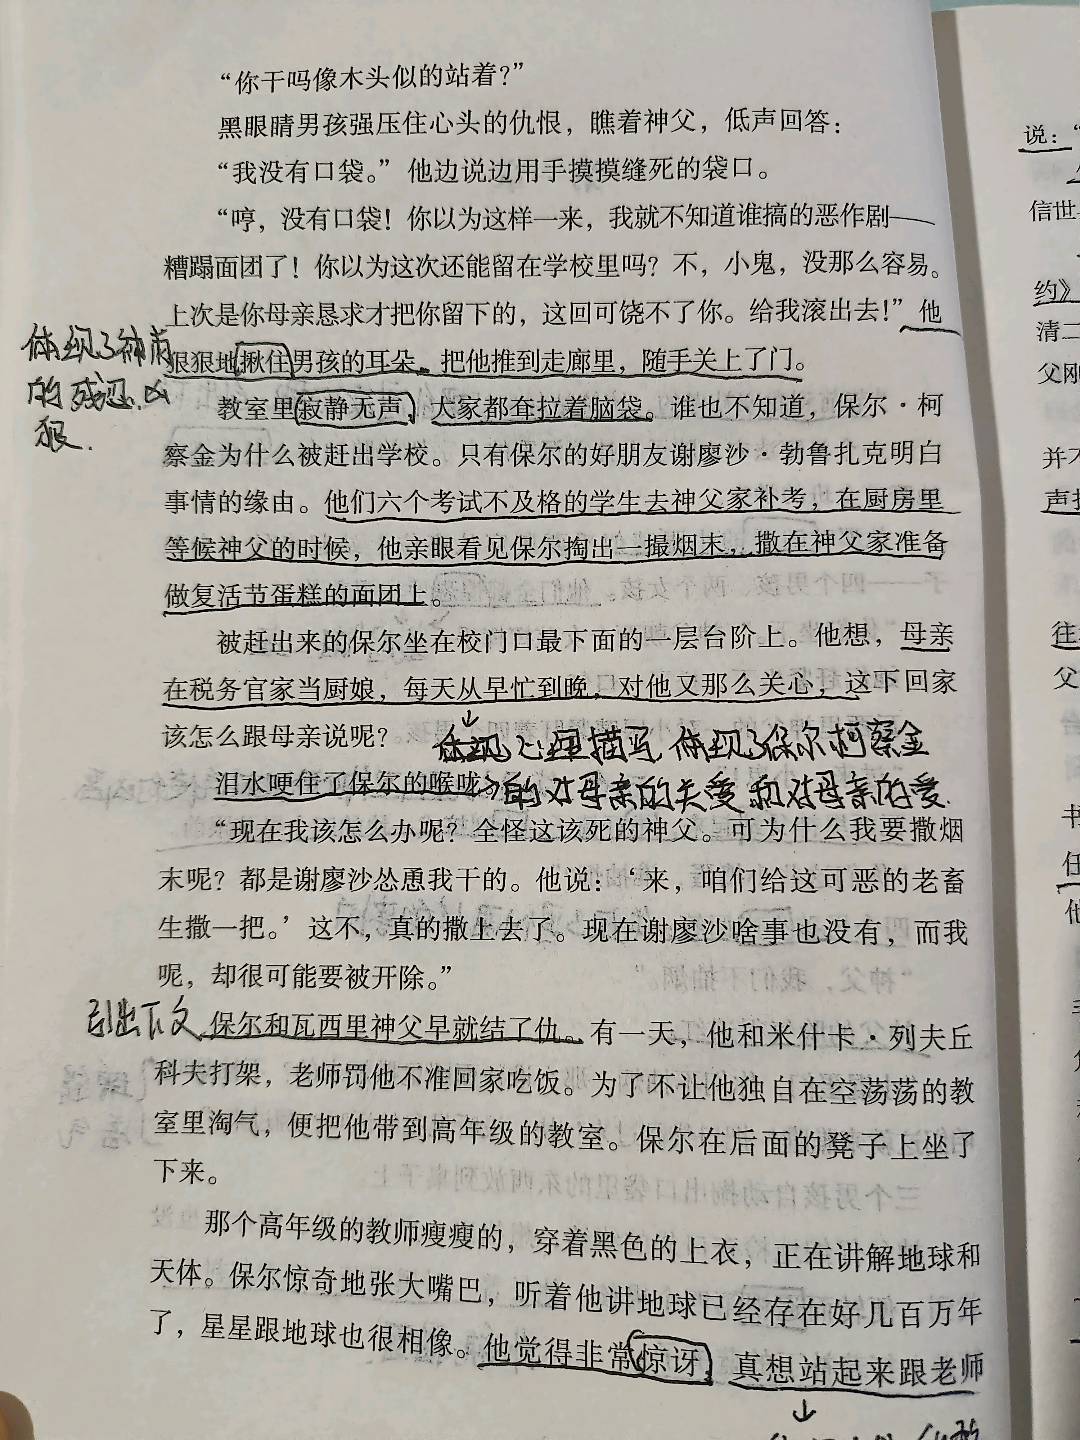 “你干吗像木头似的站着?”
黑眼睛男孩强压住心头的仇恨，瞧着神父，低声回答：
“我没有口袋。”他边说边用手摸摸缝死的袋口。
“哼，没有口袋！你以为这样一来，我就不知道谁搞的恶作剧——
糟蹋面团了！你以为这次还能留在学校里吗？不，小鬼，没那么容易。
上次是你母亲恳求才把你留下的，这回可饶不了你。给我滚出去！”他
狠狠地揪住男孩的耳朵，把他推到走廊里，随手关上了门。
体现了神父
的残忍、凶
狠.
教室里寂静无声，大家都耷拉着脑袋。谁也不知道，保尔·柯
察金为什么被赶出学校。只有保尔的好朋友谢廖沙·勃鲁扎克明白
事情的缘由。他们六个考试不及格的学生去神父家补考，在厨房里
等候神父的时候，他亲眼看见保尔掏出一撮烟末，撒在神父家准备
做复活节蛋糕的面团上。
被赶出来的保尔坐在校门口最下面的一层台阶上。他想，母亲
在税务官家当厨娘，每天从早忙到晚，对他又那么关心，这下回家
该怎么跟母亲说呢？
体现心理描写，体现了保尔柯察金
泪水哽住了保尔的喉咙。
的对母亲的关爱和对母亲的爱.
“现在我该怎么办呢？全怪这该死的神父。可为什么我要撒烟
末呢？都是谢廖沙怂恿我干的。他说：‘来，咱们给这可恶的老畜
生撒一把。’这不，真的撒上去了。现在谢廖沙啥事也没有，而我
呢，却很可能要被开除。”
引出下文
保尔和瓦西里神父早就结了仇。有一天，他和米什卡·列夫丘
科夫打架，老师罚他不准回家吃饭。为了不让他独自在空荡荡的教
室里淘气，便把他带到高年级的教室。保尔在后面的凳子上坐了
下来。
那个高年级的教师瘦瘦的，穿着黑色的上衣，正在讲解地球和
天体。保尔惊奇地张大嘴巴，听着他讲地球已经存在好几百万年
了，星星跟地球也很相像。他觉得非常惊讶，真想站起来跟老师
说：“
信世
约》
清二
父刚
并不
声
往
父
书
任
他